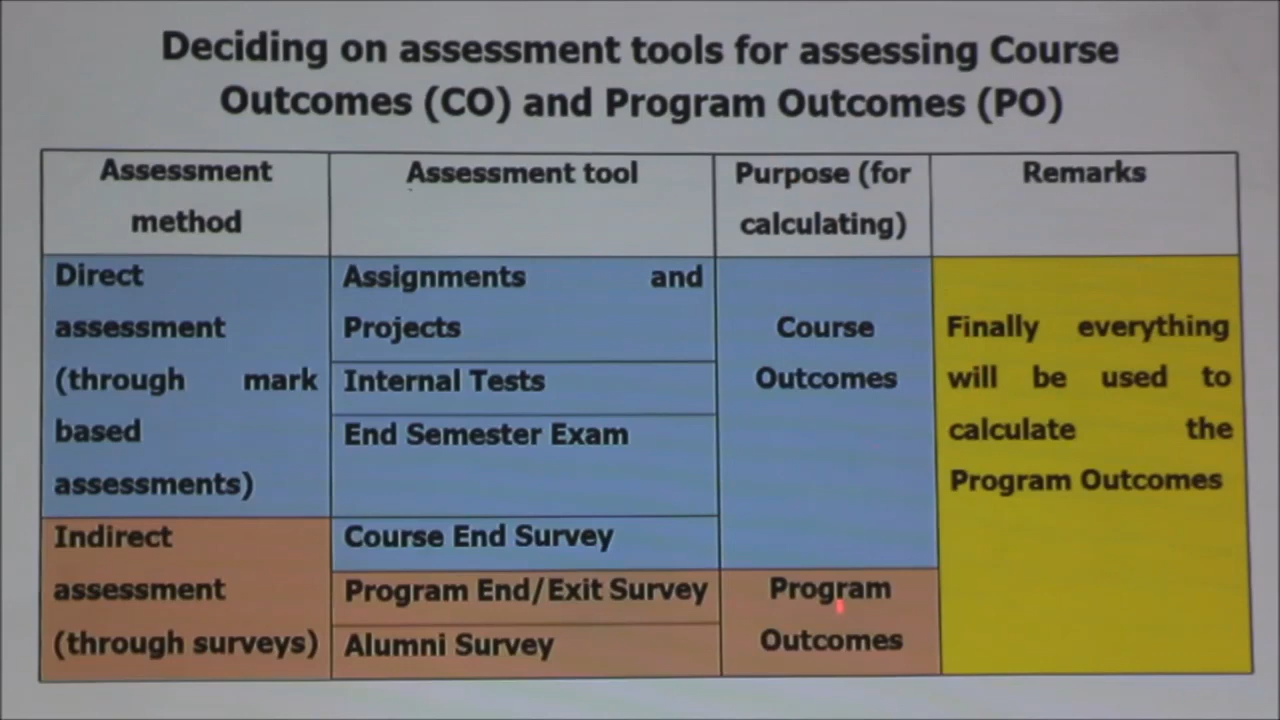 Deciding on assessment tools for assessing Course
Outcomes (CO) and Program Outcomes (PO)
Assessment
method
Assessment tool
Purpose (for
calculating)
Remarks
Direct
assessment
(through mark
based
assessments)
Assignments and
Projects
Internal Tests
End Semester Exam
Course
Outcomes
Finally everything
will be used to
calculate the
Program Outcomes
Indirect
assessment
(through surveys)
Course End Survey
Program End/Exit Survey
Alumni Survey
Program
Outcomes